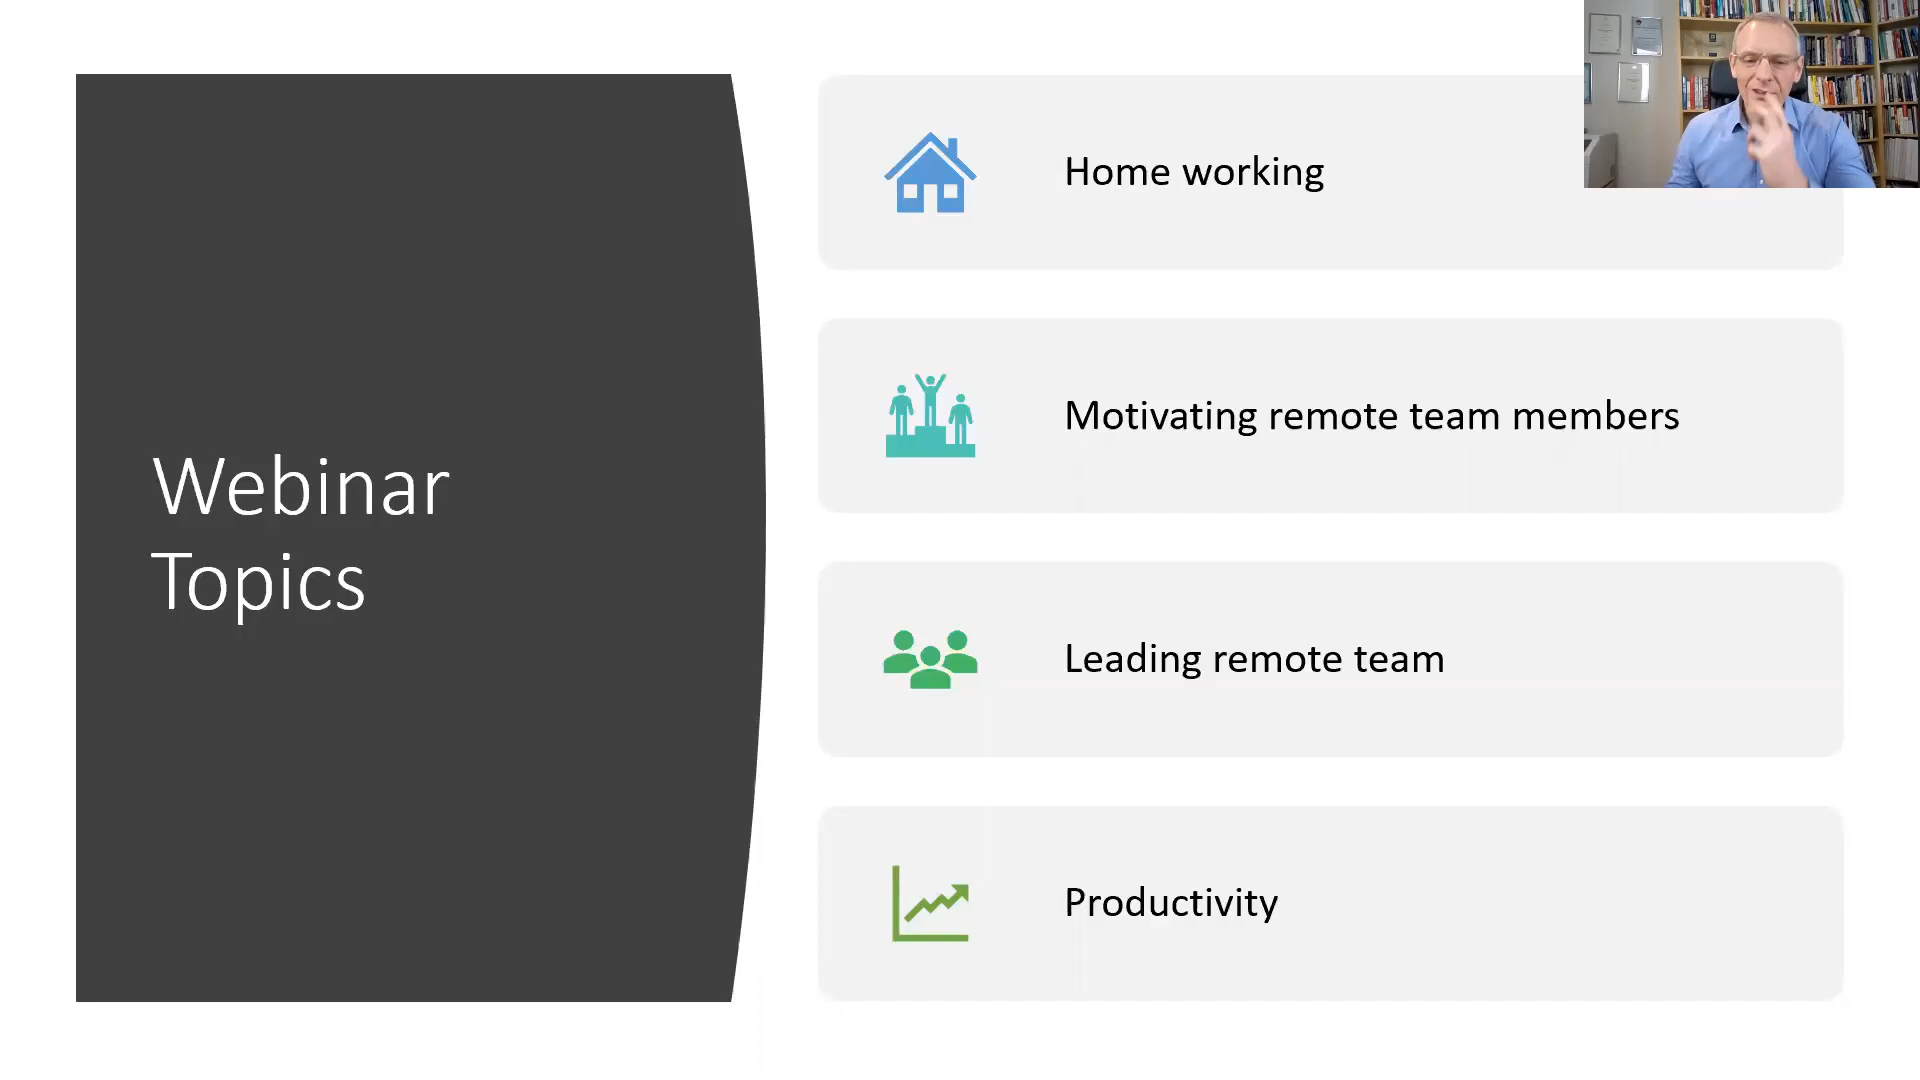 Webinar
Topics
Home working
Motivating remote team members
Leading remote team
Productivity